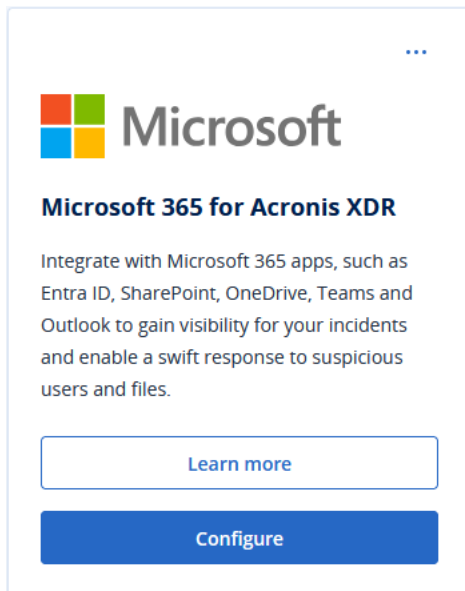 ...
Microsoft
Microsoft 365 for Acronis XDR
Integrate with Microsoft 365 apps, such as
Entra ID, SharePoint, OneDrive, Teams and
Outlook to gain visibility for your incidents
and enable a swift response to suspicious
users and files.
Learn more
Configure